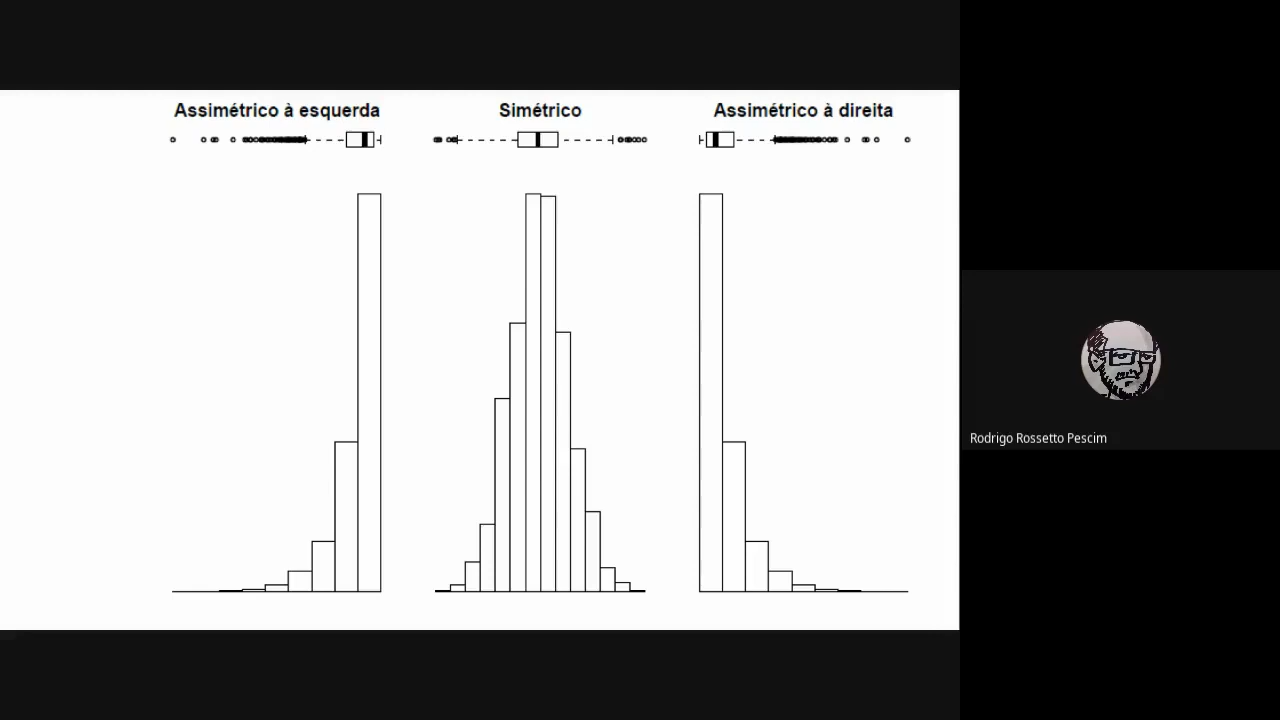 Assimétrico à esquerda
Simétrico
Assimétrico à direita
Rodrigo Rossetto Pescim